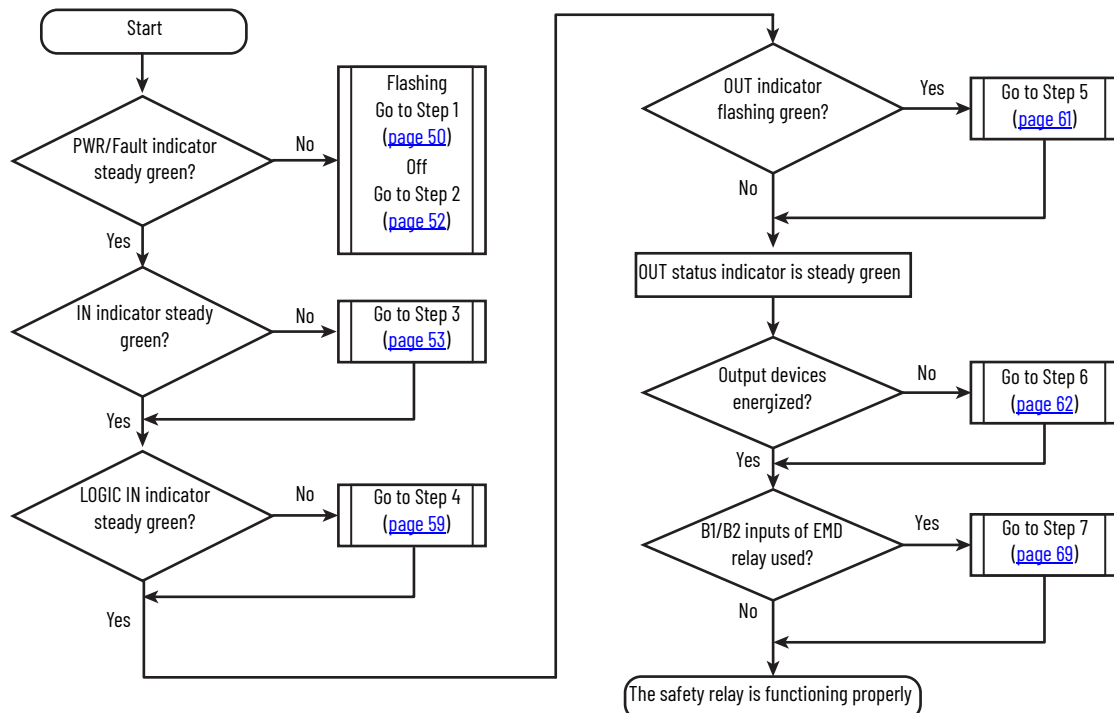 Start
PWR/Fault indicator
steady green?
No
Flashing
Go to Step 1
(page 50)
Off
Go to Step 2
(page 52)
Yes
IN indicator steady
green?
No
Go to Step 3
(page 53)
Yes
LOGIC IN indicator
steady green?
No
Go to Step 4
(page 59)
Yes
OUT indicator
flashing green?
Yes
Go to Step 5
(page 61)
No
OUT status indicator is steady green
Output devices
energized?
No
Go to Step 6
(page 62)
Yes
B1/B2 inputs of EMD
relay used?
Yes
Go to Step 7
(page 69)
No
The safety relay is functioning properly